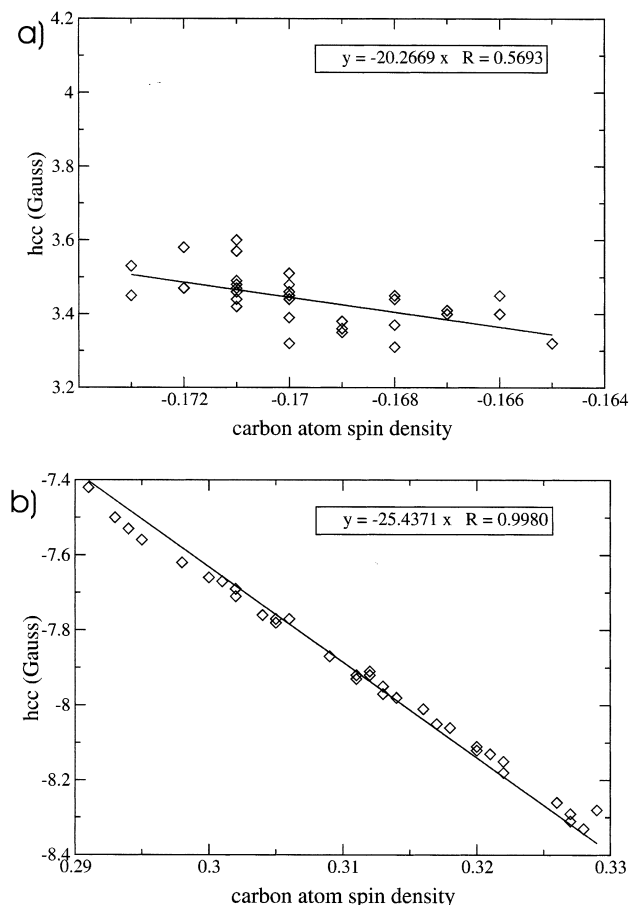 a)
4.2
y = -20.2669 x   R = 0.5693
4
3.8
hcc (Gauss)
3.6
3.4
3.2
-0.172 -0.17 -0.168 -0.166 -0.164
carbon atom spin density
b)
-7.4
y = -25.4371 x   R = 0.9980
-7.6
-7.8
hcc (Gauss)
-8
-8.2
-8.4
0.29 0.3 0.31 0.32 0.33
carbon atom spin density